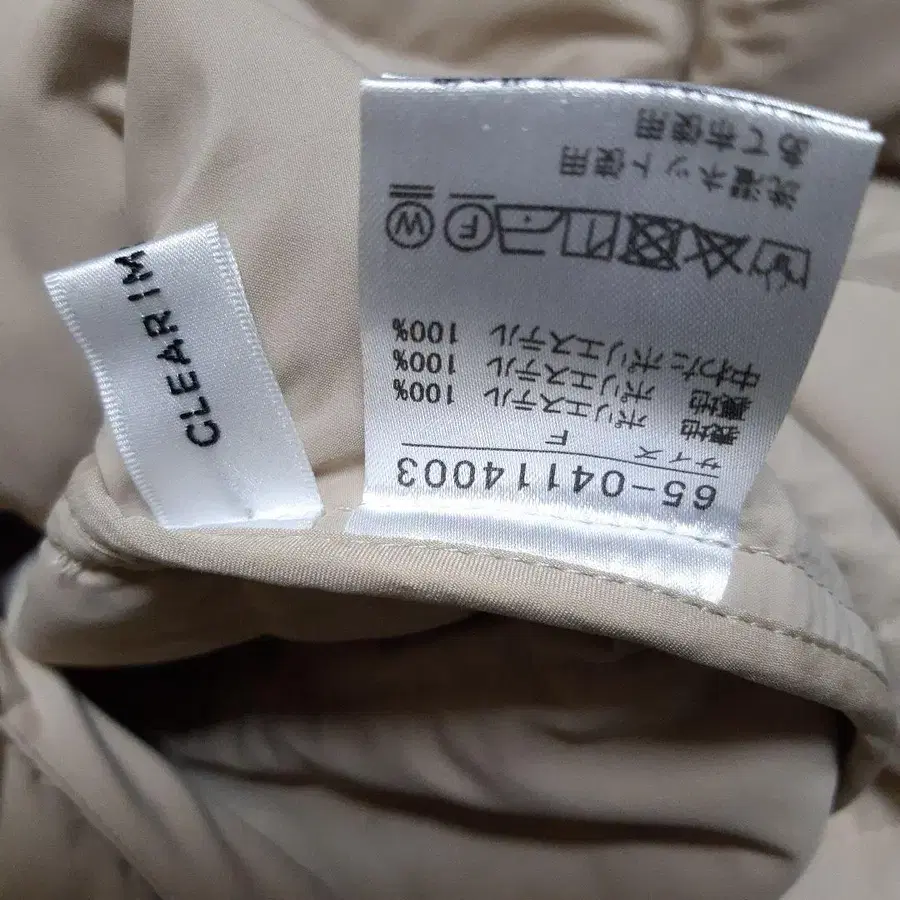 65-04114003
サイズ F
表地 ポリエステル 100%
裏地 ポリエステル 100%
中わた ポリエステル 100%
洗濯ネット使用
あて布使用
CLEAR IM